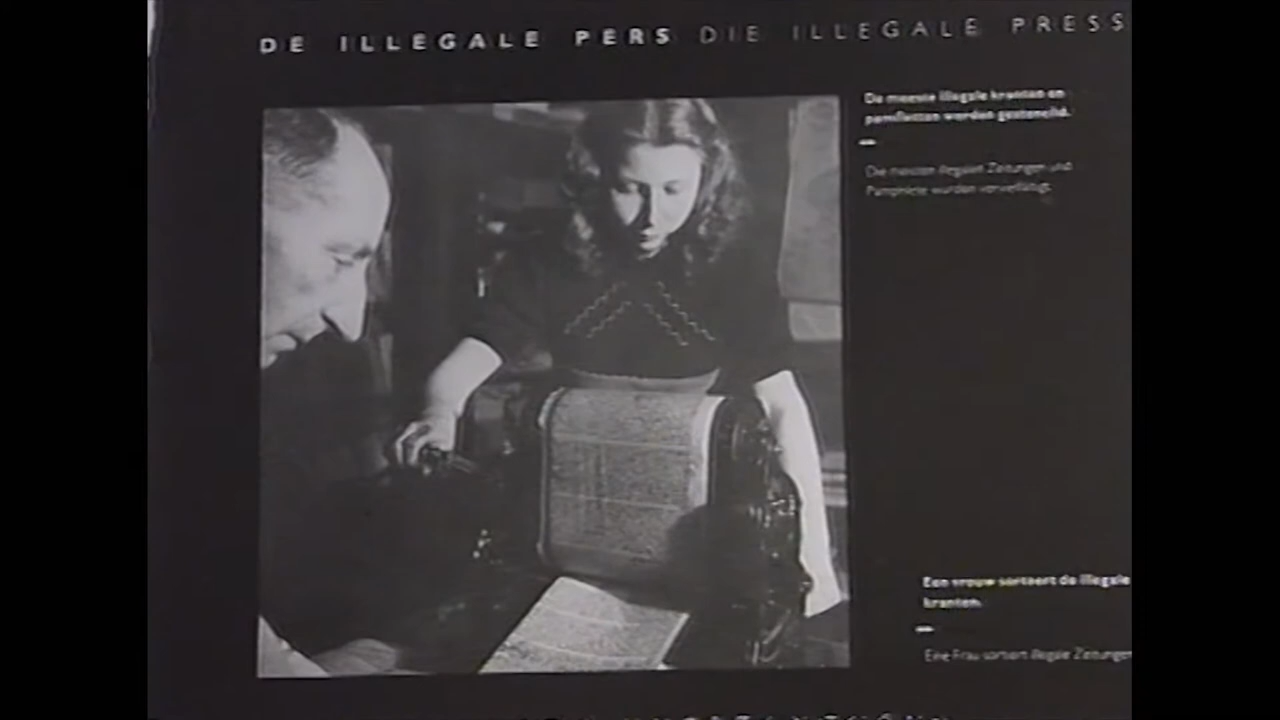 DE ILLEGALE PERS DIE ILLEGALE PRESS
De meeste illegale kranten en
pamfletten werden gestencild.
Die meisten illegalen Zeitungen und
Pamphlete wurden vervielfältigt.
Een vrouw sorteert de illegale
kranten.
Eine Frau sortiert illegale Zeitungen